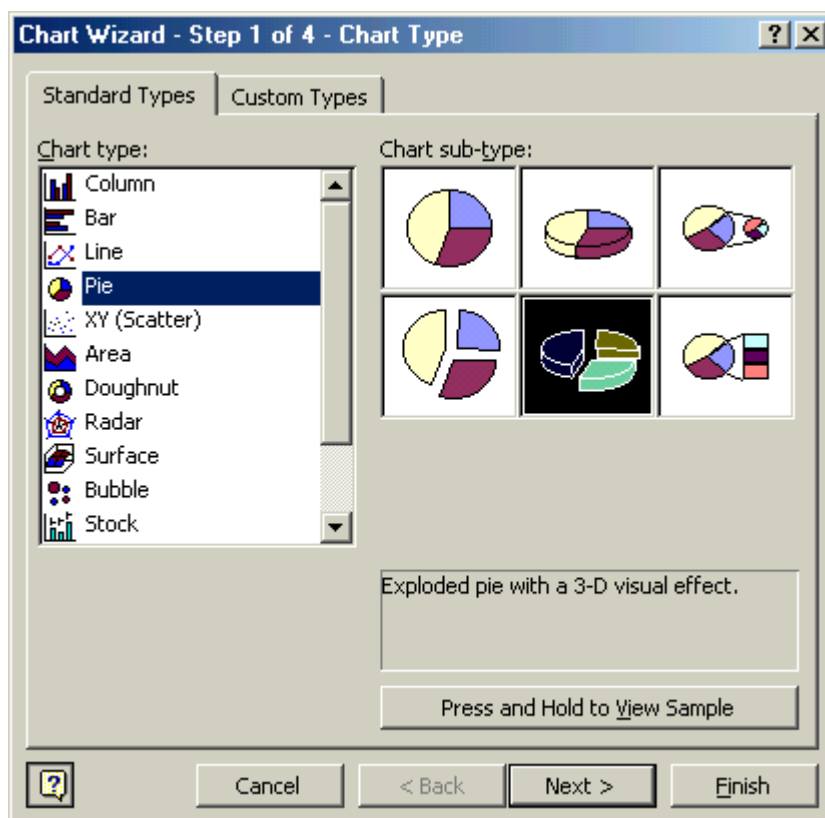 Chart Wizard - Step 1 of 4 - Chart Type
Standard Types
Custom Types
Chart type:
Column
Bar
Line
Pie
XY (Scatter)
Area
Doughnut
Radar
Surface
Bubble
Stock
Chart sub-type:
Exploded pie with a 3-D visual effect.
Press and Hold to View Sample
Cancel
< Back
Next >
Finish